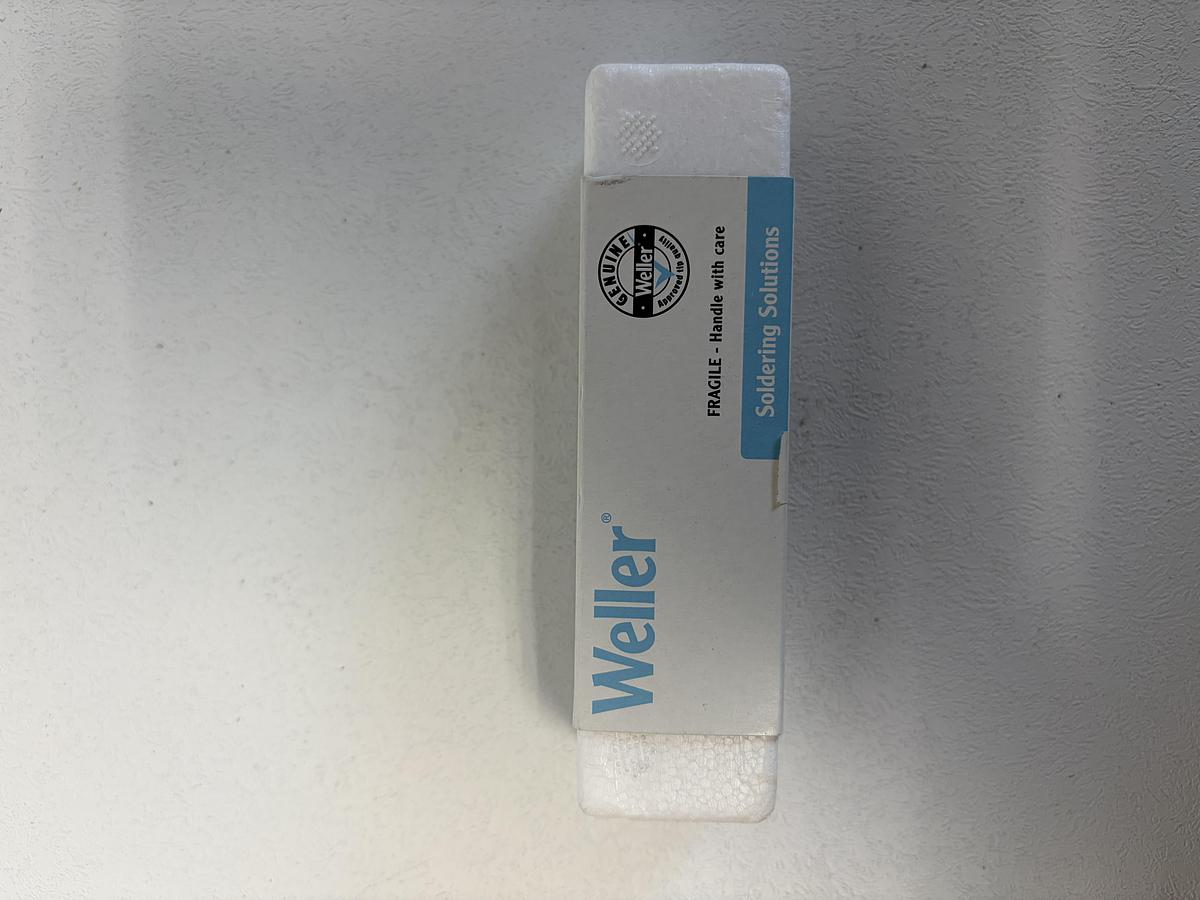 Weller®
GENUINE
Weller®
Approved tip quality
FRAGILE - Handle with care
Soldering Solutions